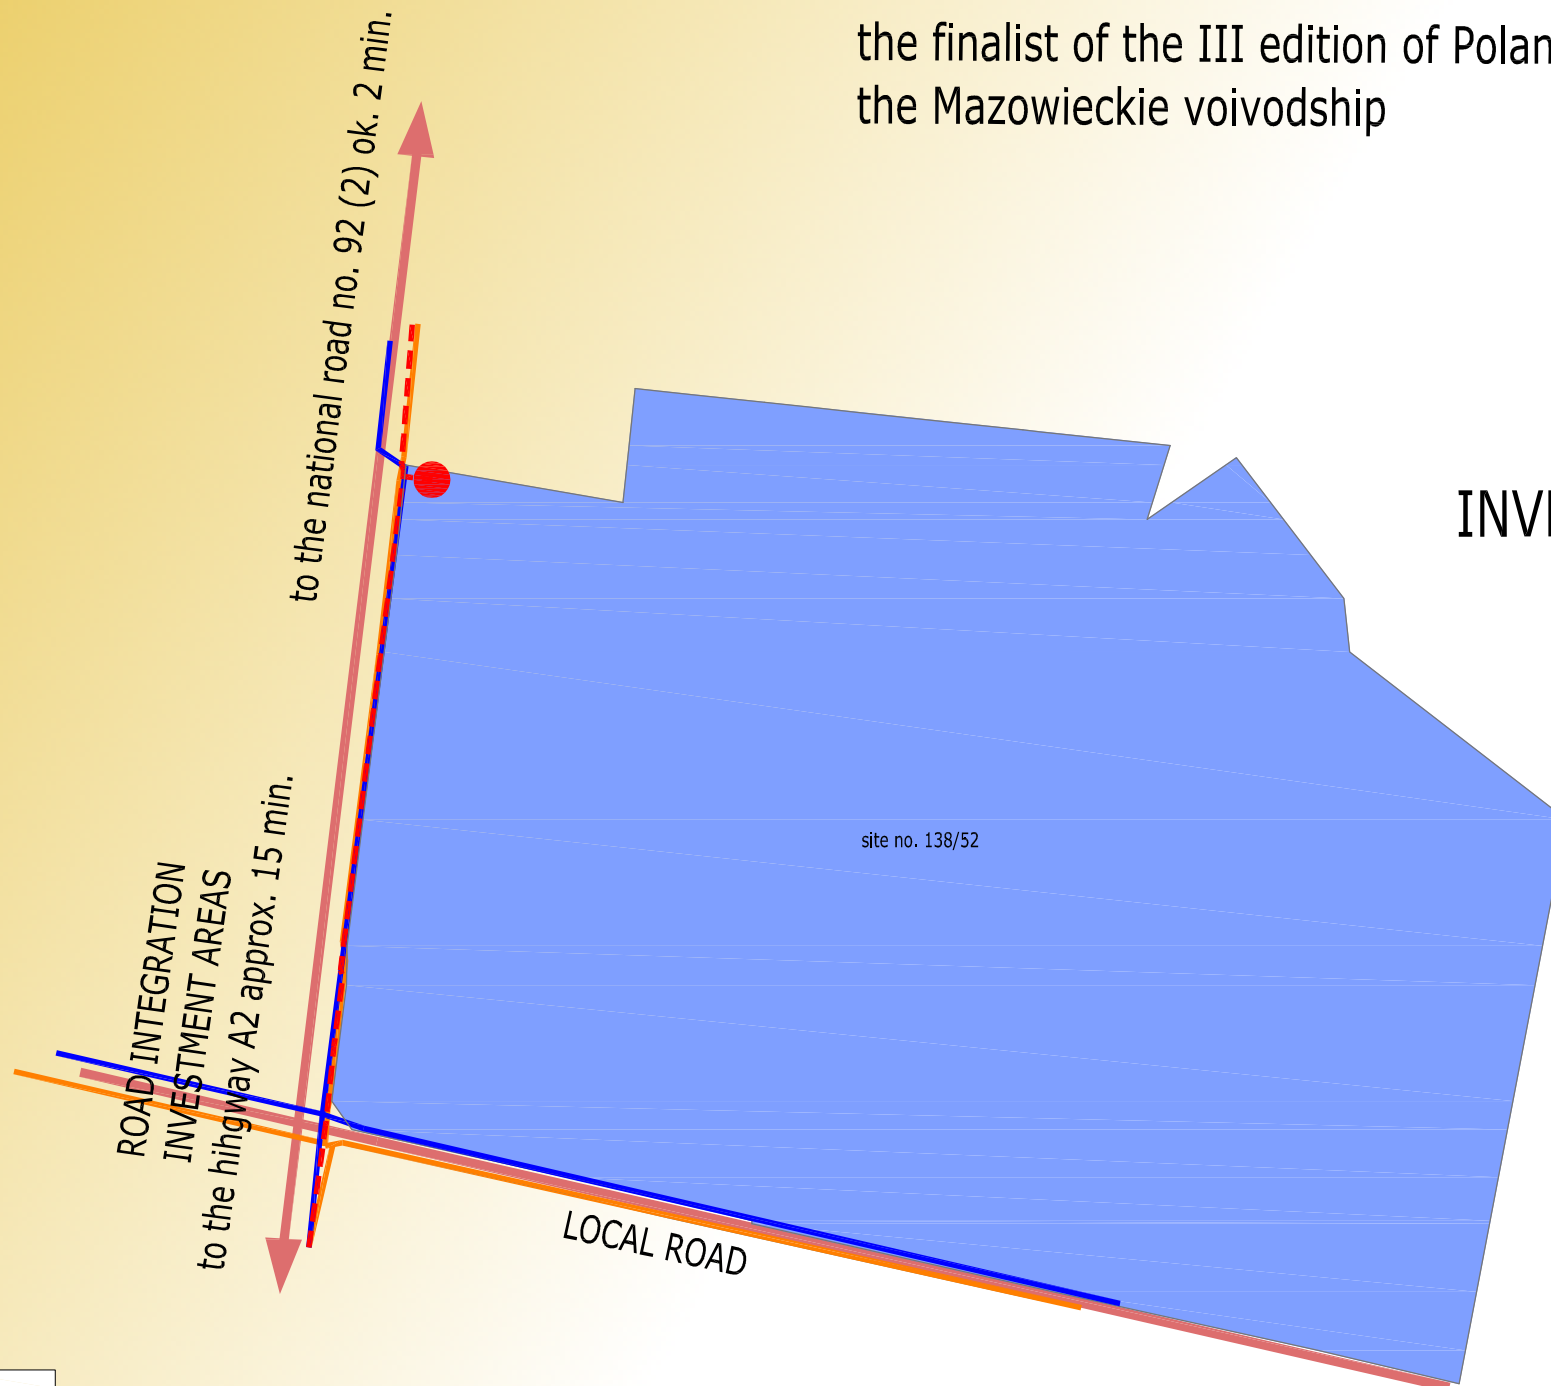 the finalist of the III edition of Polan
the Mazowieckie voivodship
to the national road no. 92 (2) ok. 2 min.
INVE
site no. 138/52
ROAD INTEGRATION
INVESTMENT AREAS
to the hihgway A2 approx. 15 min.
LOCAL ROAD